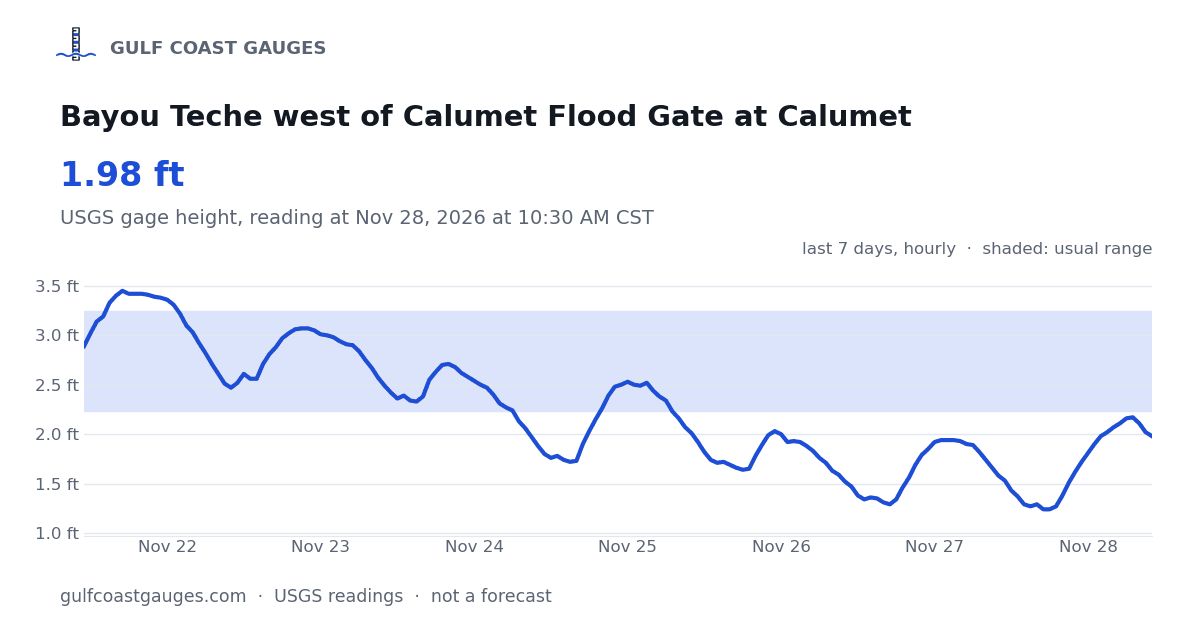 GULF COAST GAUGES
Bayou Teche west of Calumet Flood Gate at Calumet
1.98 ft
USGS gage height, reading at Nov 28, 2026 at 10:30 AM CST
last 7 days, hourly · shaded: usual range
3.5 ft
3.0 ft
2.5 ft
2.0 ft
1.5 ft
1.0 ft
Nov 22 Nov 23 Nov 24 Nov 25 Nov 26 Nov 27 Nov 28
gulfcoastgauges.com · USGS readings · not a forecast